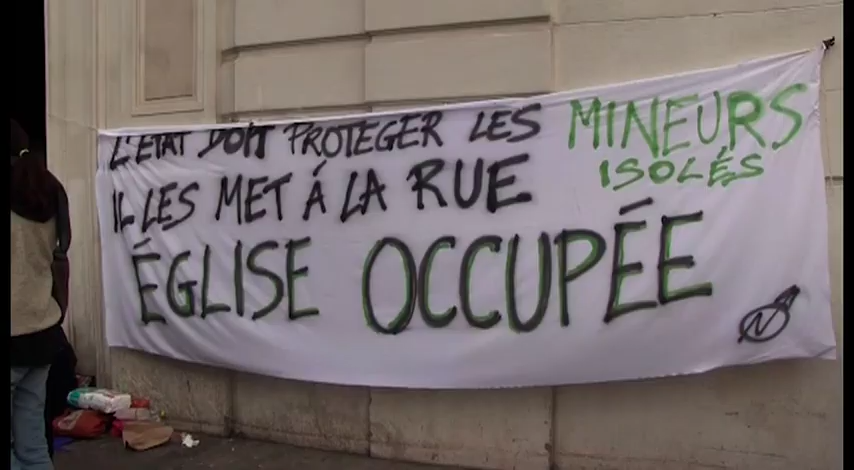 L'ÉTAT DOIT PROTÉGER LES MINEURS
ISOLÉS
IL LES MET Á LA RUE
ÉGLISE OCCUPÉE
N